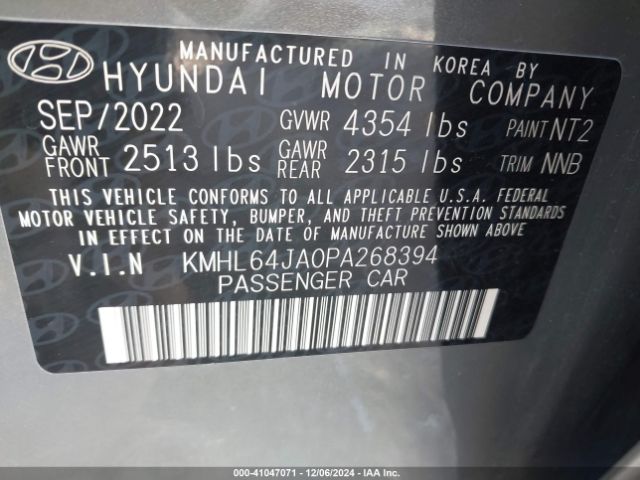 MANUFACTURED IN KOREA BY
HYUNDAI MOTOR COMPANY
SEP/2022 GVWR 4354 lbs PAINT NT2
GAWR FRONT 2513 lbs GAWR REAR 2315 lbs TRIM NNB
THIS VEHICLE CONFORMS TO ALL APPLICABLE U.S.A. FEDERAL
MOTOR VEHICLE SAFETY, BUMPER, AND THEFT PREVENTION STANDARDS
IN EFFECT ON THE DATE OF MANUFACTURE SHOWN ABOVE.
V.I.N KMHL64JA0PA268394
PASSENGER CAR
000-41047071 | 12/06/2024 | IAA Inc.